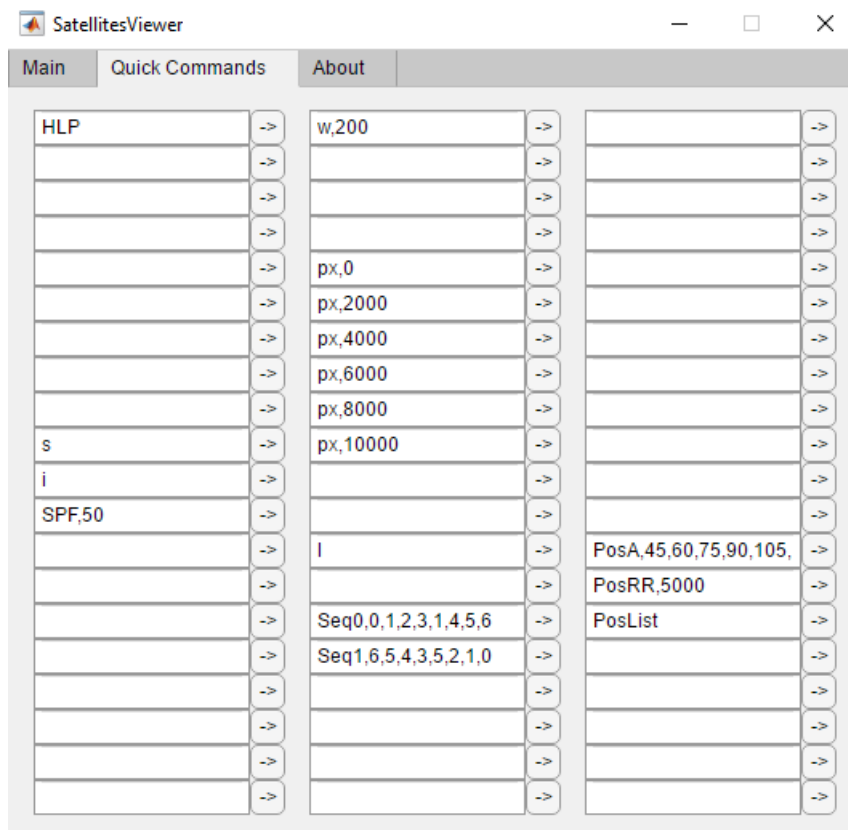 SatellitesViewer
Main Quick Commands About
HLP -> w,200 -> ->
-> -> ->
-> -> ->
-> -> ->
-> px,0 -> ->
-> px,2000 -> ->
-> px,4000 -> ->
-> px,6000 -> ->
-> px,8000 -> ->
s -> px,10000 -> ->
i -> -> ->
SPF,50 -> -> ->
-> l -> PosA,45,60,75,90,105, ->
-> -> PosRR,5000 ->
-> Seq0,0,1,2,3,1,4,5,6 -> PosList ->
-> Seq1,6,5,4,3,5,2,1,0 -> ->
-> -> ->
-> -> ->
-> -> ->
-> -> ->